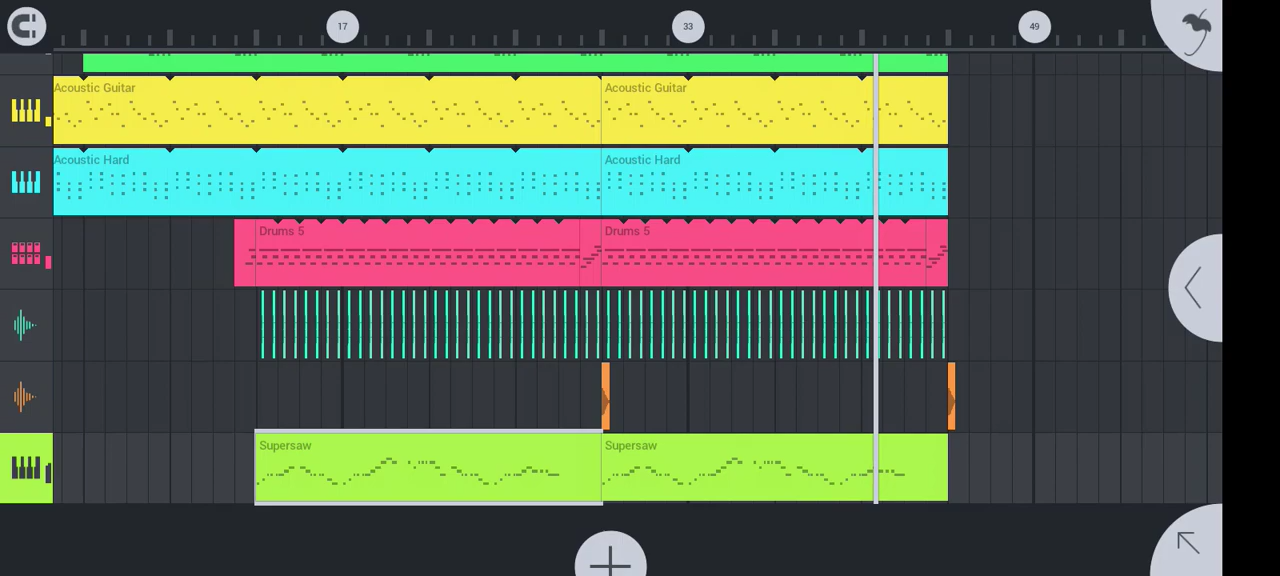 17 33 49
Acoustic Guitar Acoustic Guitar
Acoustic Hard Acoustic Hard
Drums 5 Drums 5
Supersaw Supersaw